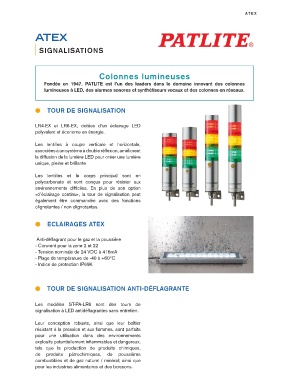 ATEX
ATEX
SIGNALISATIONS
PATLITE®
Colonnes lumineuses
Fondée en 1947, PATLITE est l'un des leaders dans le domaine innovant des colonnes
lumineuses à LED, des alarmes sonores et synthétiseurs vocaux et des colonnes en réseaux.
TOUR DE SIGNALISATION
LR4-EX et LR6-EX, dotées d'un éclairage LED
polyvalent et économe en énergie.
Les lentilles à coupe verticale et horizontale,
associées à un système à double réflexion, améliorent
la diffusion de la lumière LED pour créer une lumière
unique, pleine et brillante
Les lentilles et le corps principal sont en
polycarbonate et sont conçus pour résister aux
environnements difficiles. En plus de son option
«d'éclairage continu», la tour de signalisation peut
également être commandée avec des fonctions
clignotantes / non clignotantes.
ECLAIRAGES ATEX
Anti-déflagrant pour le gaz et la poussière
- Convient pour la zone 2 et 22
- Tension nominale de 24 VDC à 416mA
- Plage de températures de -40 à +60°C
- Indice de protection IP66K
TOUR DE SIGNALISATION ANTI-DÉFLAGRANTE
Les modèles ST-PA-LR6 sont des tours de
signalisation à LED antidéflagrantes sans entretien.
Leur conception robuste, ainsi que leur boîtier
résistant à la pression et aux flammes, sont parfaits
pour une utilisation dans des environnements
explosifs potentiellement inflammables et dangereux,
tels que la production de produits chimiques,
de produits pétrochimiques, de poussières
combustibles et de gaz naturel / minéral, ainsi que
pour les industries alimentaires et des boissons.